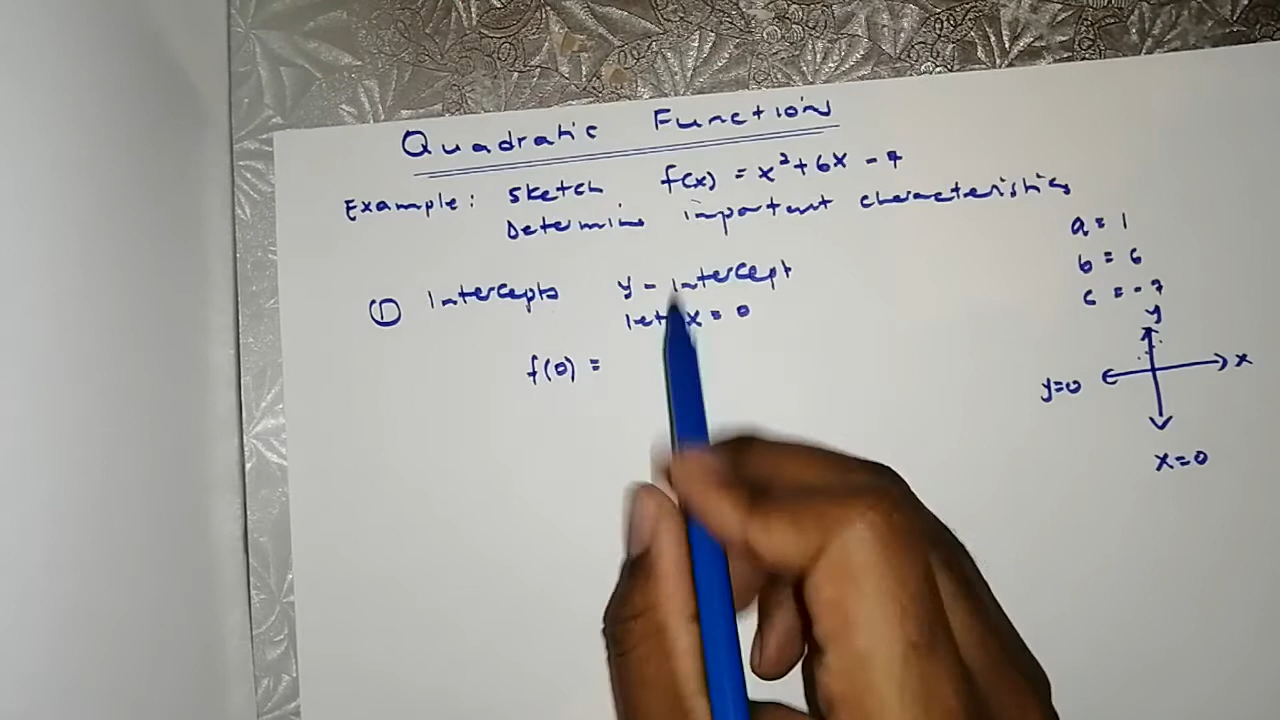 Quadratic Functions
Example: Sketch f(x) = x² + 6x - 7
Determine important characteristics
a = 1
b = 6
c = -7
① Intercepts y-intercept
let x = 0
f(0) =
y
x
y=0
x=0